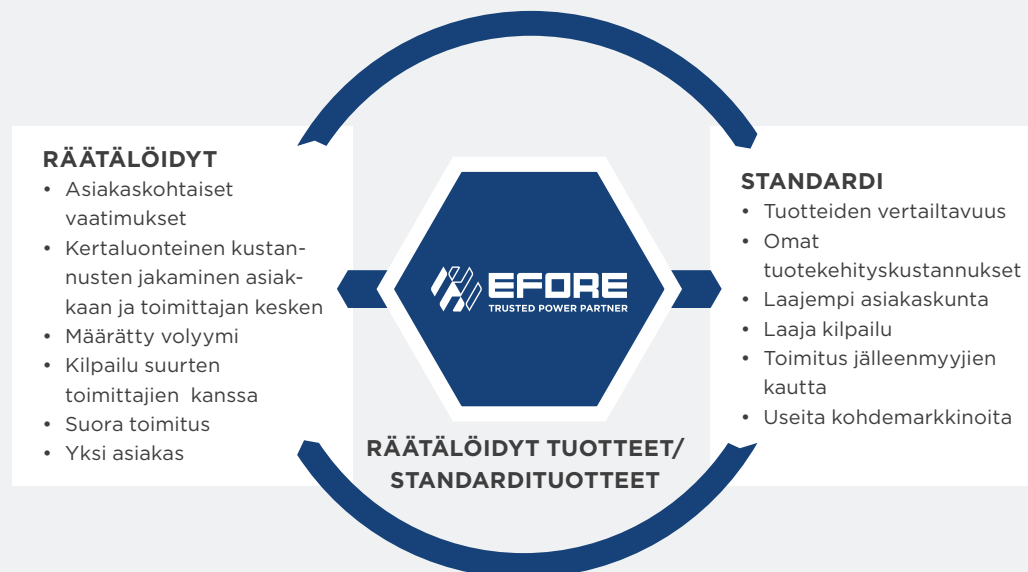 RÄÄTÄLÖIDYT
• Asiakaskohtaiset
vaatimukset
• Kertaluonteinen kustan-
nusten jakaminen asiak-
kaan ja toimittajan kesken
• Määrätty volyymi
• Kilpailu suurten
toimittajien kanssa
• Suora toimitus
• Yksi asiakas
EFORE
TRUSTED POWER PARTNER
RÄÄTÄLÖIDYT TUOTTEET/
STANDARDITUOTTEET
STANDARDI
• Tuotteiden vertailtavuus
• Omat
tuotekehityskustannukset
• Laajempi asiakaskunta
• Laaja kilpailu
• Toimitus jälleenmyyjien
kautta
• Useita kohdemarkkinoita